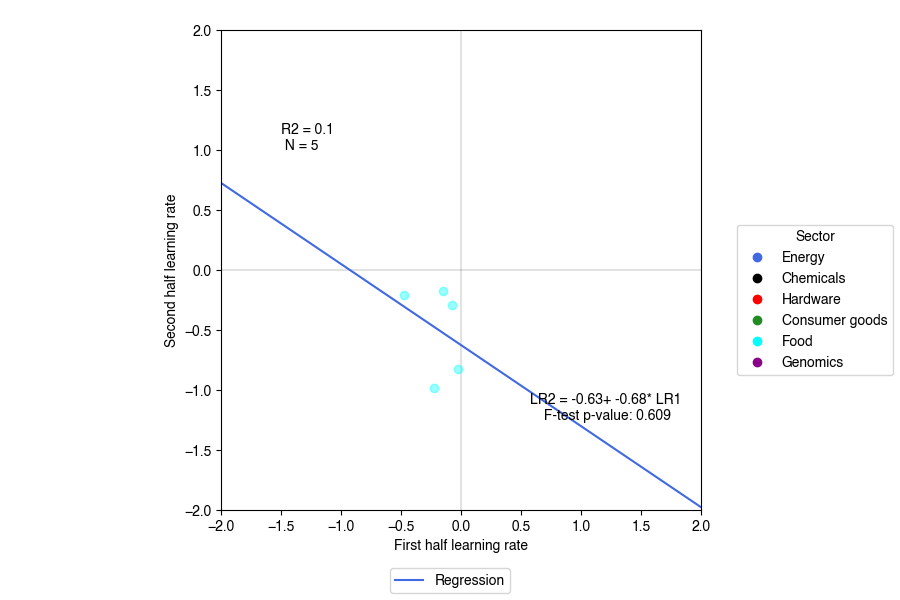 2.0
1.5
1.0
0.5
0.0
−0.5
−1.0
−1.5
−2.0
Second half learning rate
R2 = 0.1
N = 5
LR2 = -0.63+ -0.68* LR1
F-test p-value: 0.609
−2.0 −1.5 −1.0 −0.5 0.0 0.5 1.0 1.5 2.0
First half learning rate
Regression
Sector
Energy
Chemicals
Hardware
Consumer goods
Food
Genomics